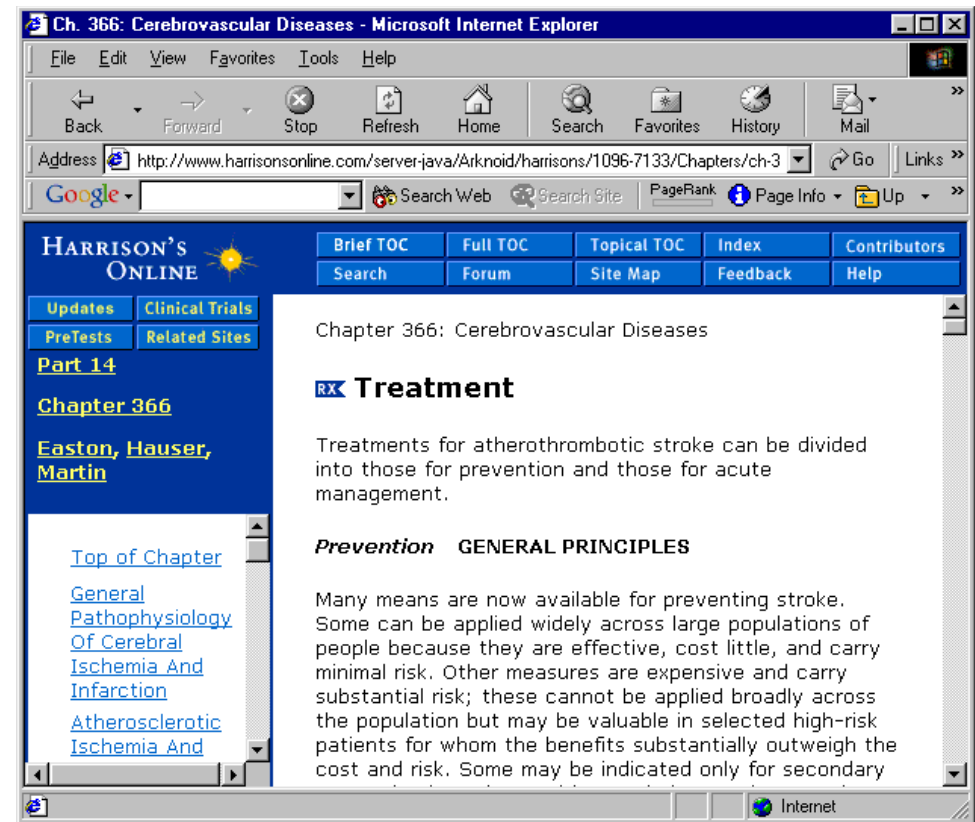 Ch. 366: Cerebrovascular Diseases - Microsoft Internet Explorer
File Edit View Favorites Tools Help
Back Forward Stop Refresh Home Search Favorites History Mail »
Address http://www.harrisonsonline.com/server-java/Arknoid/harrisons/1096-7133/Chapters/ch-3 Go Links »
Google Search Web Search Site PageRank Page Info Up »
HARRISON'S
ONLINE
Brief TOC Full TOC Topical TOC Index Contributors
Search Forum Site Map Feedback Help
Updates Clinical Trials
PreTests Related Sites
Part 14
Chapter 366
Easton, Hauser,
Martin
Top of Chapter
General
Pathophysiology
Of Cerebral
Ischemia And
Infarction
Atherosclerotic
Ischemia And
Chapter 366: Cerebrovascular Diseases
RX Treatment
Treatments for atherothrombotic stroke can be divided
into those for prevention and those for acute
management.
Prevention GENERAL PRINCIPLES
Many means are now available for preventing stroke.
Some can be applied widely across large populations of
people because they are effective, cost little, and carry
minimal risk. Other measures are expensive and carry
substantial risk; these cannot be applied broadly across
the population but may be valuable in selected high-risk
patients for whom the benefits substantially outweigh the
cost and risk. Some may be indicated only for secondary
Internet